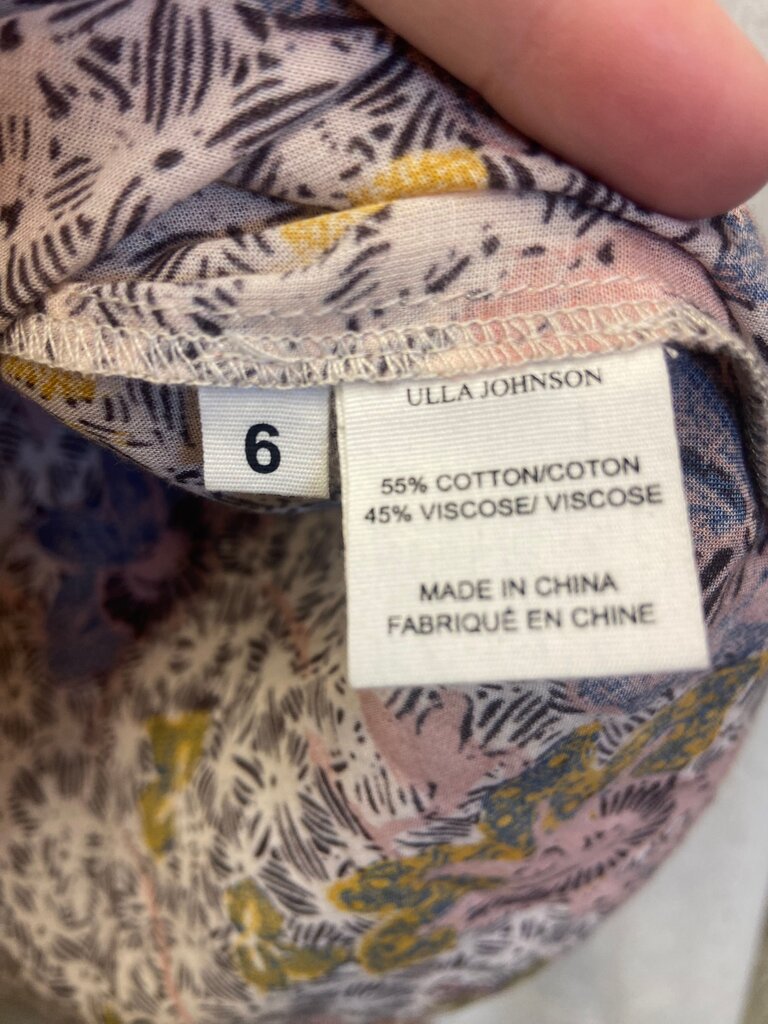 6
ULLA JOHNSON
55% COTTON/COTON
45% VISCOSE/ VISCOSE
MADE IN CHINA
FABRIQUÉ EN CHINE